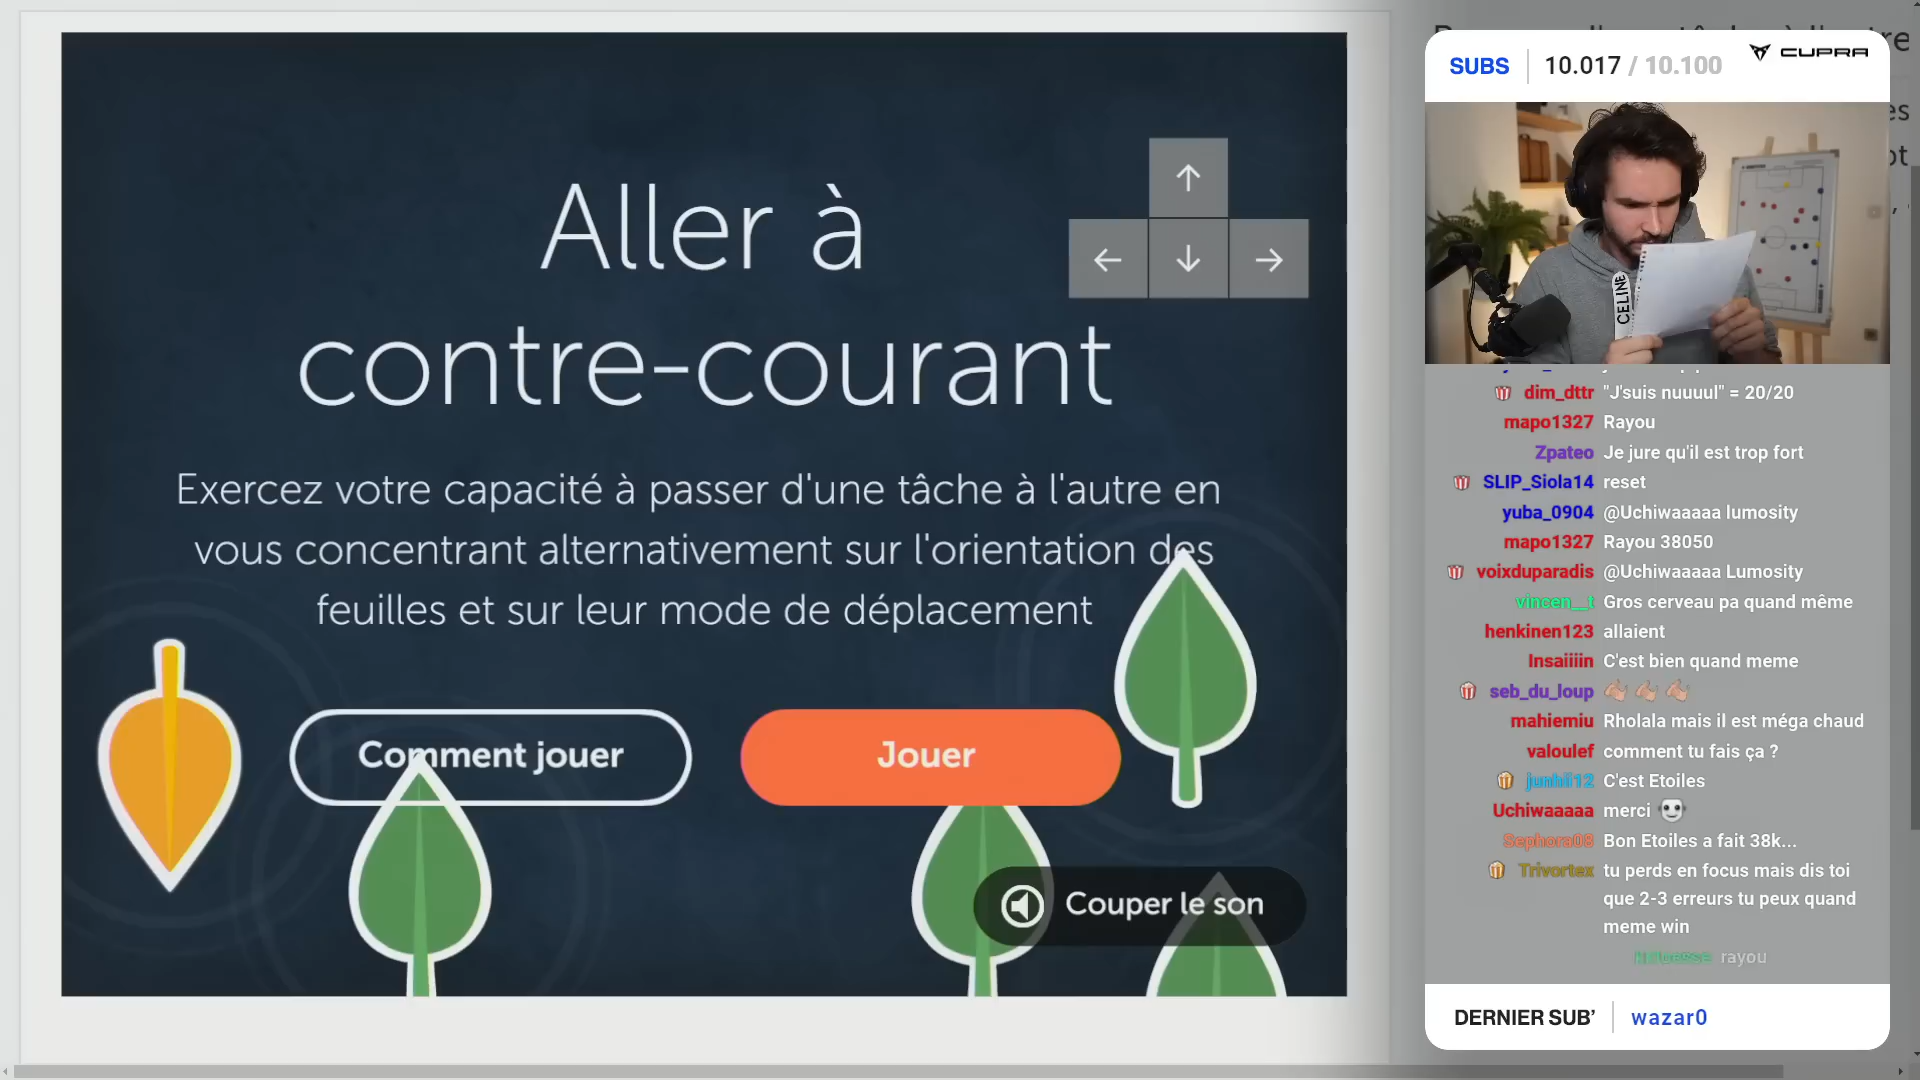 Aller à
contre-courant
Exercez votre capacité à passer d'une tâche à l'autre en
vous concentrant alternativement sur l'orientation des
feuilles et sur leur mode de déplacement
Comment jouer
Jouer
Couper le son
SUBS 10.017 / 10.100 CUPRA
CELINE
dim_dttr "J'suis nuuuul" = 20/20
mapo1327 Rayou
Zpateo Je jure qu'il est trop fort
SLIP_Siola14 reset
yuba_0904 @Uchiwaaaaa lumosity
mapo1327 Rayou 38050
voixduparadis @Uchiwaaaaa Lumosity
vincen__t Gros cerveau pa quand même
henkinen123 allaient
Insaiiiin C'est bien quand meme
seb_du_loup
mahiemiu Rholala mais il est méga chaud
valoulef comment tu fais ça ?
junhii12 C'est Etoiles
Uchiwaaaaa merci
Sephora08 Bon Etoiles a fait 38k...
Trivortex tu perds en focus mais dis toi
que 2-3 erreurs tu peux quand
meme win
rayou
DERNIER SUB' wazar0